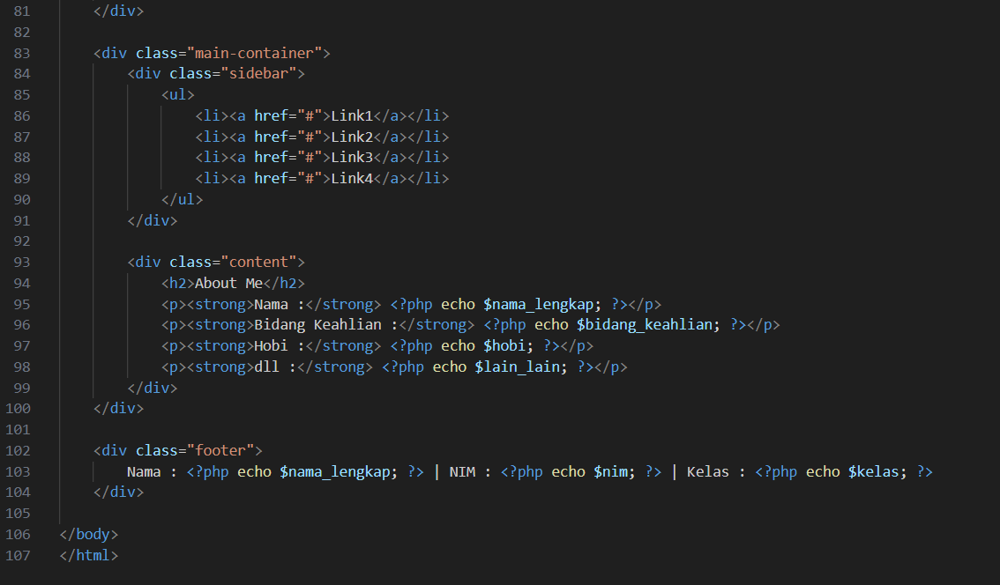 81 </div>
82
83 <div class="main-container">
84 <div class="sidebar">
85 <ul>
86 <li><a href="#">Link1</a></li>
87 <li><a href="#">Link2</a></li>
88 <li><a href="#">Link3</a></li>
89 <li><a href="#">Link4</a></li>
90 </ul>
91 </div>
92
93 <div class="content">
94 <h2>About Me</h2>
95 <p><strong>Nama :</strong> <?php echo $nama_lengkap; ?></p>
96 <p><strong>Bidang Keahlian :</strong> <?php echo $bidang_keahlian; ?></p>
97 <p><strong>Hobi :</strong> <?php echo $hobi; ?></p>
98 <p><strong>dll :</strong> <?php echo $lain_lain; ?></p>
99 </div>
100 </div>
101
102 <div class="footer">
103 Nama : <?php echo $nama_lengkap; ?> | NIM : <?php echo $nim; ?> | Kelas : <?php echo $kelas; ?>
104 </div>
105
106 </body>
107 </html>